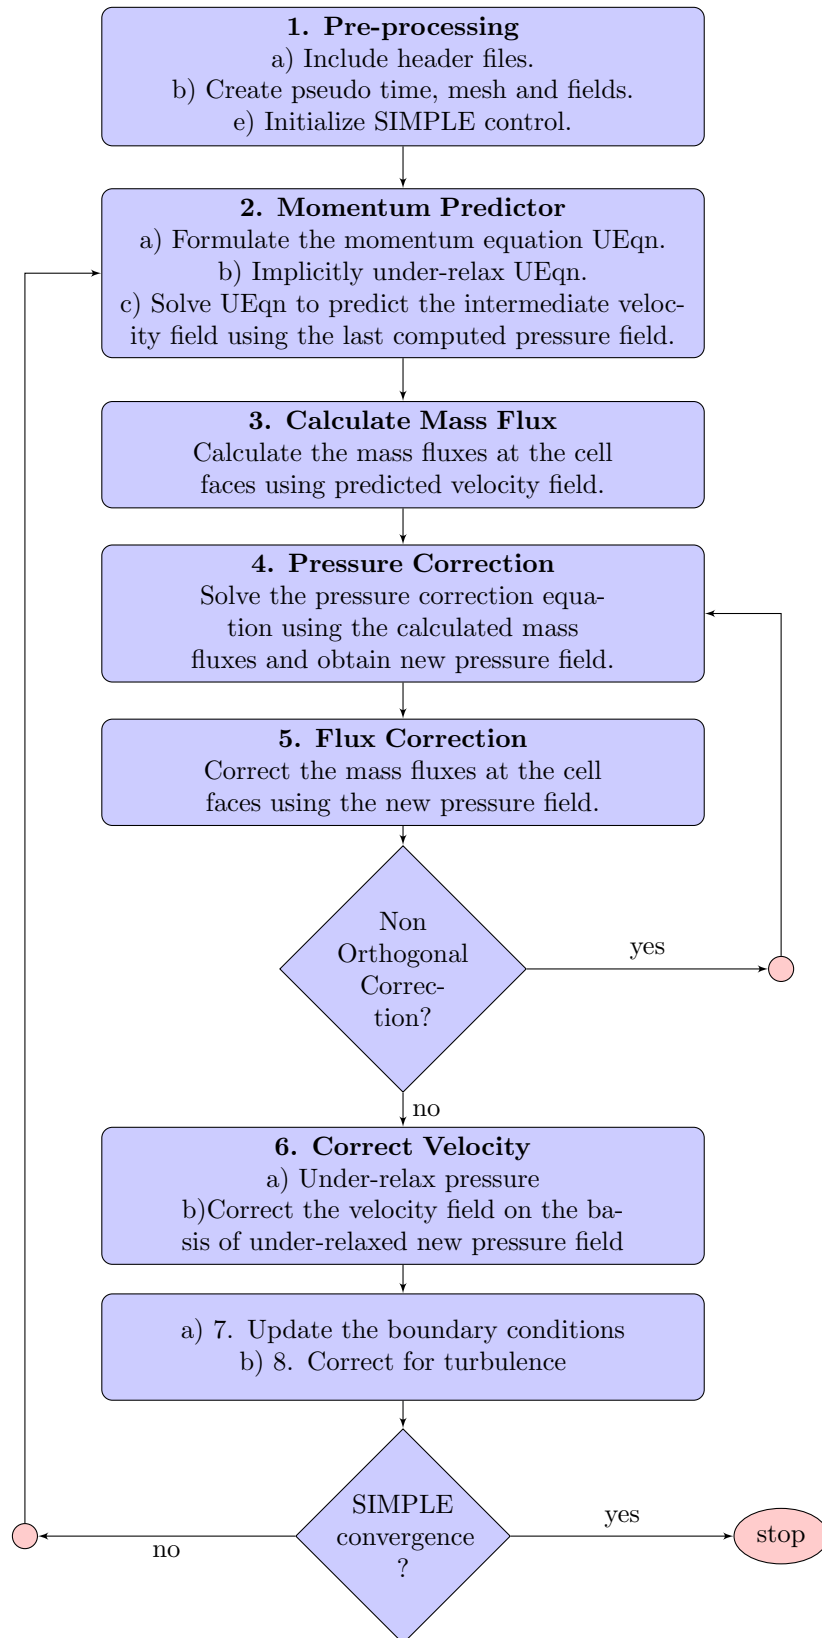 1. Pre-processing
a) Include header files.
b) Create pseudo time, mesh and fields.
e) Initialize SIMPLE control.
2. Momentum Predictor
a) Formulate the momentum equation UEqn.
b) Implicitly under-relax UEqn.
c) Solve UEqn to predict the intermediate veloc-
ity field using the last computed pressure field.
3. Calculate Mass Flux
Calculate the mass fluxes at the cell
faces using predicted velocity field.
4. Pressure Correction
Solve the pressure correction equa-
tion using the calculated mass
fluxes and obtain new pressure field.
5. Flux Correction
Correct the mass fluxes at the cell
faces using the new pressure field.
Non
Orthogonal
Correc-
tion?
yes
no
6. Correct Velocity
a) Under-relax pressure
b)Correct the velocity field on the ba-
sis of under-relaxed new pressure field
a) 7. Update the boundary conditions
b) 8. Correct for turbulence
SIMPLE
convergence
?
yes
stop
no